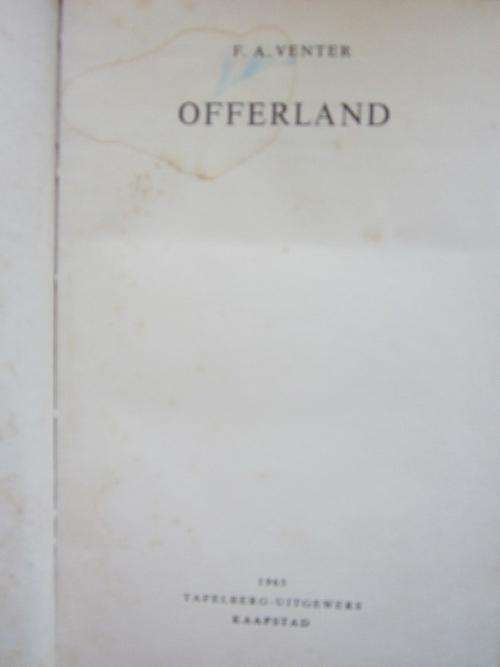 F. A. VENTER
OFFERLAND
TAFELBERG-UITGEWERS
KAAPSTAD